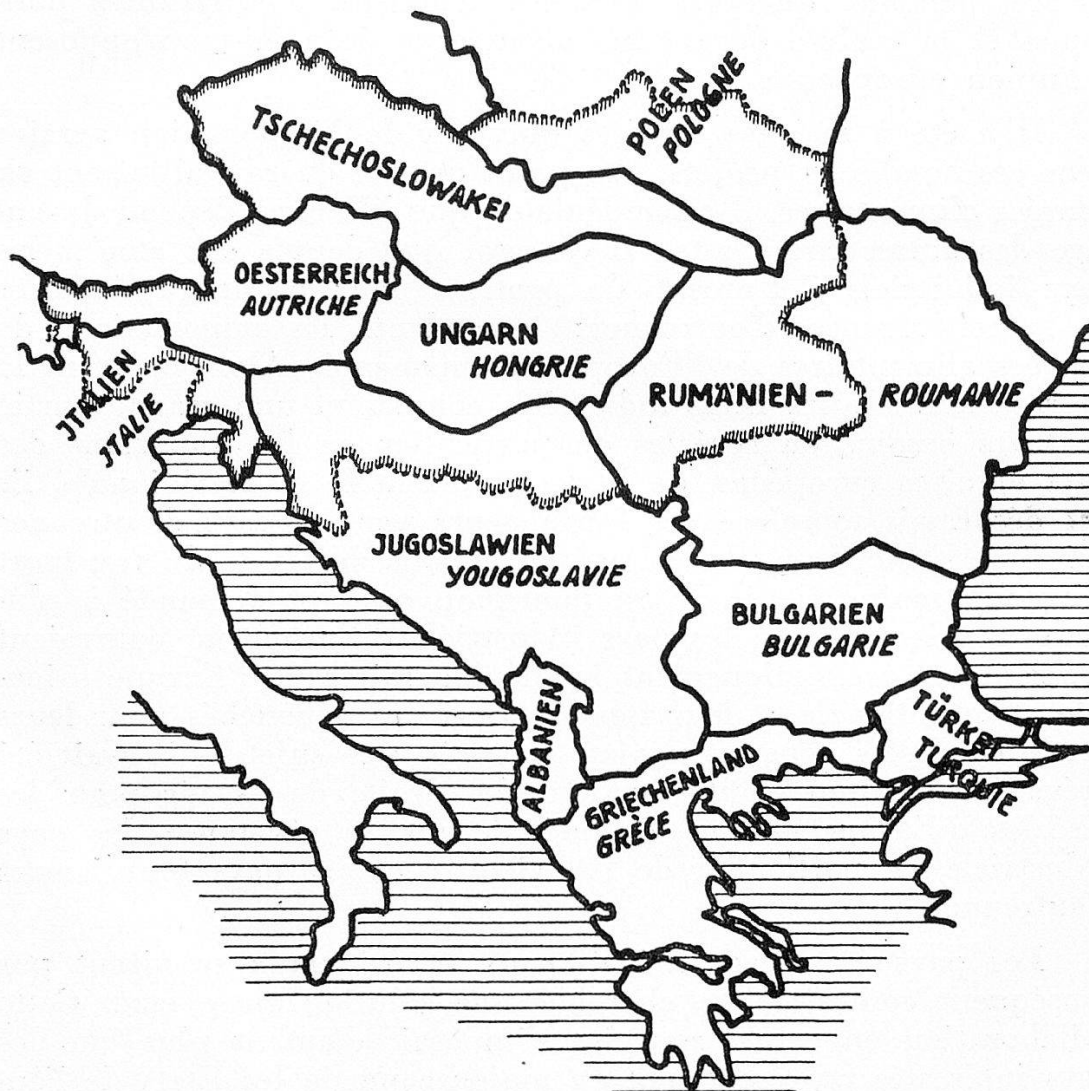 POLEN
POLOGNE
TSCHECHOSLOWAKEI
OESTERREICH
AUTRICHE
UNGARN
HONGRIE
JTALIEN
JTALIE
RUMÄNIEN –
ROUMANIE
JUGOSLAWIEN
YOUGOSLAVIE
BULGARIEN
BULGARIE
ALBANIEN
GRIECHENLAND
GRÈCE
TÜRKEI
TURQUIE